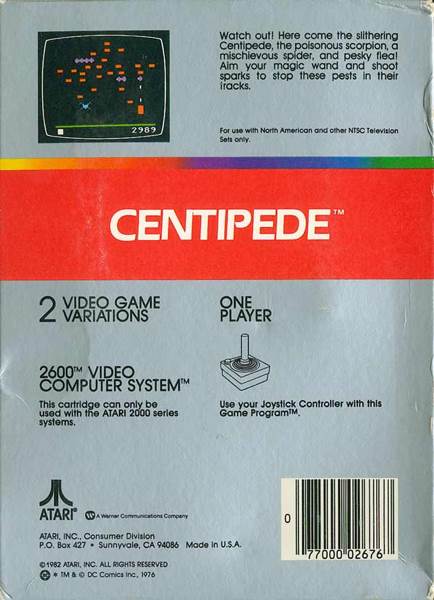 Watch out! Here come the slithering
Centipede, the poisonous scorpion, a
mischievous spider, and pesky flea!
Aim your magic wand and shoot
sparks to stop these pests in their
tracks.
2989
For use with North American and other NTSC Television
Sets only.
CENTIPEDE™
2 VIDEO GAME
VARIATIONS
ONE
PLAYER
2600™ VIDEO
COMPUTER SYSTEM™
This cartridge can only be
used with the ATARI 2000 series
systems.
Use your Joystick Controller with this
Game Program™.
ATARI® A Warner Communications Company
ATARI, INC., Consumer Division
P.O. Box 427 • Sunnyvale, CA 94086 Made in U.S.A.
©1982 ATARI, INC. ALL RIGHTS RESERVED
* TM & © DC Comics Inc., 1976
0
77000 02676